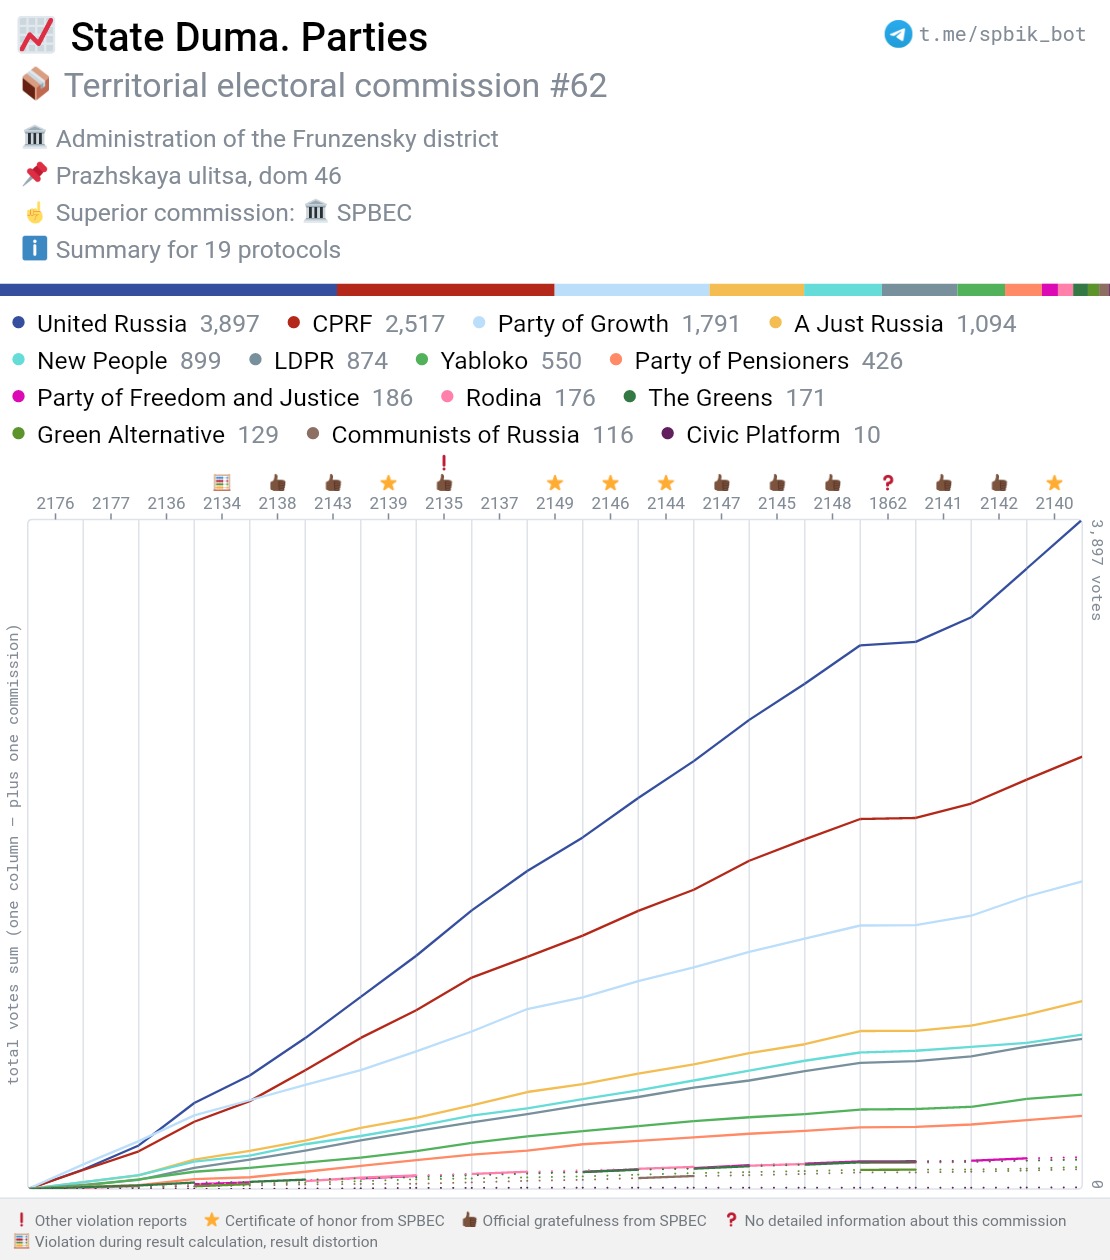 State Duma. Parties
t.me/spbik_bot
Territorial electoral commission #62
Administration of the Frunzensky district
Prazhskaya ulitsa, dom 46
Superior commission: SPBEC
Summary for 19 protocols
United Russia 3,897 CPRF 2,517 Party of Growth 1,791 A Just Russia 1,094
New People 899 LDPR 874 Yabloko 550 Party of Pensioners 426
Party of Freedom and Justice 186 Rodina 176 The Greens 171
Green Alternative 129 Communists of Russia 116 Civic Platform 10
2176 2177 2136 2134 2138 2143 2139 2135 2137 2149 2146 2144 2147 2145 2148 1862 2141 2142 2140
3,897 votes
total votes sum (one column – plus one commission)
0
Other violation reports Certificate of honor from SPBEC Official gratefulness from SPBEC No detailed information about this commission
Violation during result calculation, result distortion